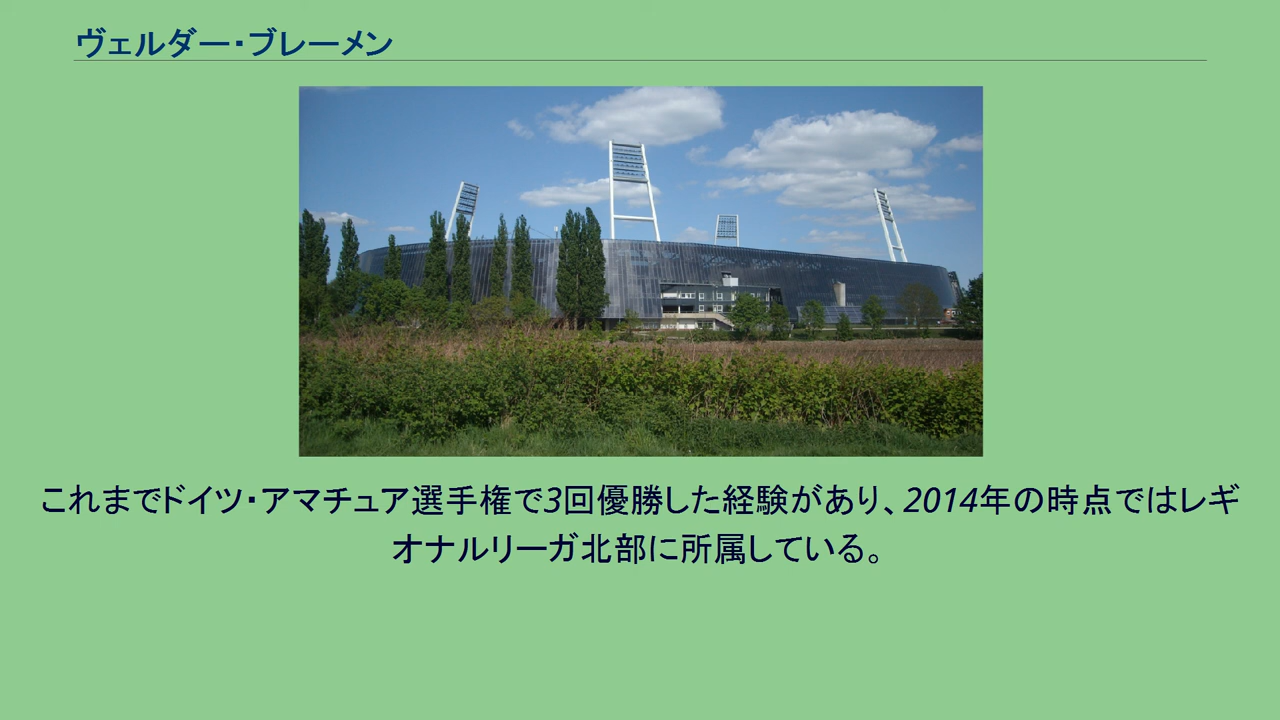 ヴェルダー・ブレーメン
これまでドイツ・アマチュア選手権で3回優勝した経験があり、2014年の時点ではレギ
オナルリーガ北部に所属している。